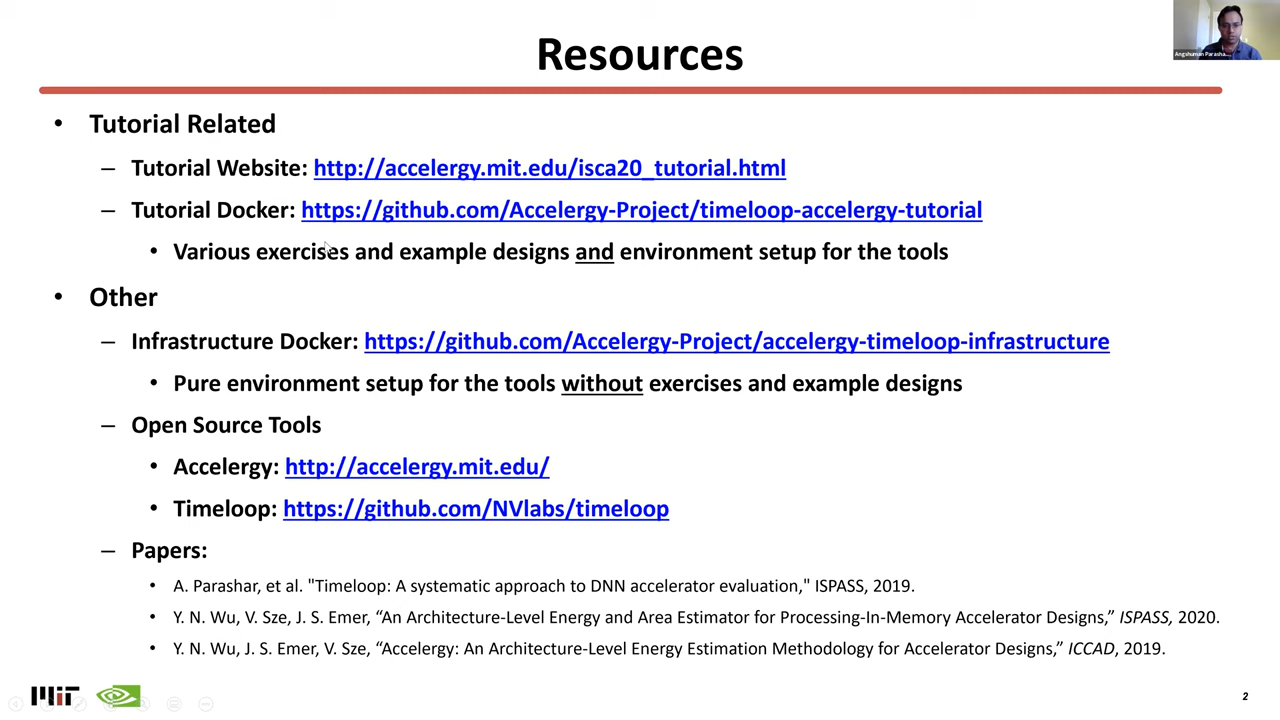 Resources
Angshuman Parasha...
• Tutorial Related
– Tutorial Website: http://accelergy.mit.edu/isca20_tutorial.html
– Tutorial Docker: https://github.com/Accelergy-Project/timeloop-accelergy-tutorial
• Various exercises and example designs and environment setup for the tools
• Other
– Infrastructure Docker: https://github.com/Accelergy-Project/accelergy-timeloop-infrastructure
• Pure environment setup for the tools without exercises and example designs
– Open Source Tools
• Accelergy: http://accelergy.mit.edu/
• Timeloop: https://github.com/NVlabs/timeloop
– Papers:
• A. Parashar, et al. "Timeloop: A systematic approach to DNN accelerator evaluation," ISPASS, 2019.
• Y. N. Wu, V. Sze, J. S. Emer, “An Architecture-Level Energy and Area Estimator for Processing-In-Memory Accelerator Designs,” ISPASS, 2020.
• Y. N. Wu, J. S. Emer, V. Sze, “Accelergy: An Architecture-Level Energy Estimation Methodology for Accelerator Designs,” ICCAD, 2019.
MIT
2